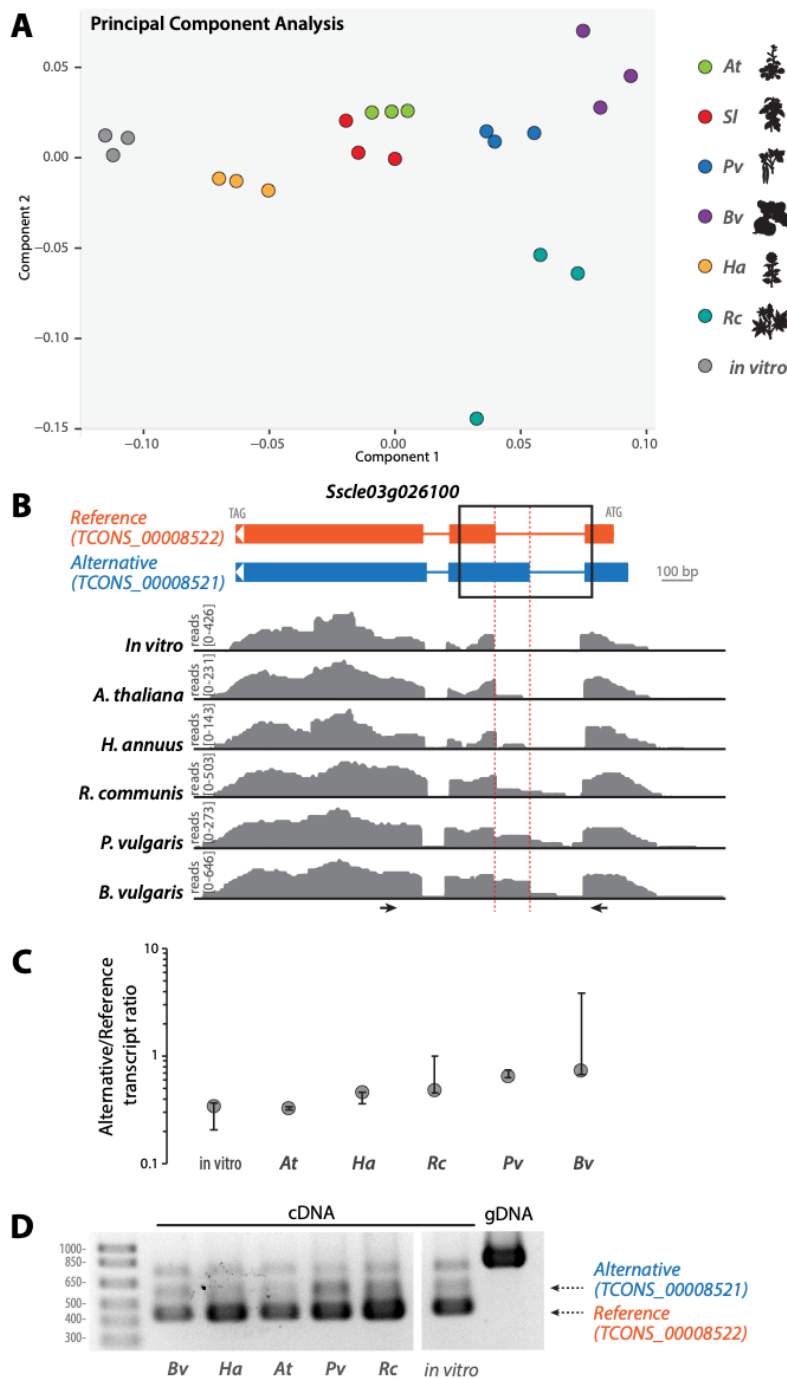 A
Principal Component Analysis
0.05
0.00
−0.05
−0.10
−0.15
Component 2
−0.10
−0.05
0.00
0.05
0.10
Component 1
At
Sl
Pv
Bv
Ha
Rc
in vitro
B
Sscle03g026100
TAG
ATG
Reference
(TCONS_00008522)
Alternative
(TCONS_00008521)
100 bp
In vitro
reads
[0-426]
A. thaliana
reads
[0-231]
H. annuus
reads
[0-143]
R. communis
reads
[0-503]
P. vulgaris
reads
[0-273]
B. vulgaris
reads
[0-646]
C
Alternative/Reference
transcript ratio
10
1
0.1
in vitro
At
Ha
Rc
Pv
Bv
D
cDNA
gDNA
1000-
850-
650-
500-
400-
300-
Alternative
(TCONS_00008521)
Reference
(TCONS_00008522)
Bv
Ha
At
Pv
Rc
in vitro